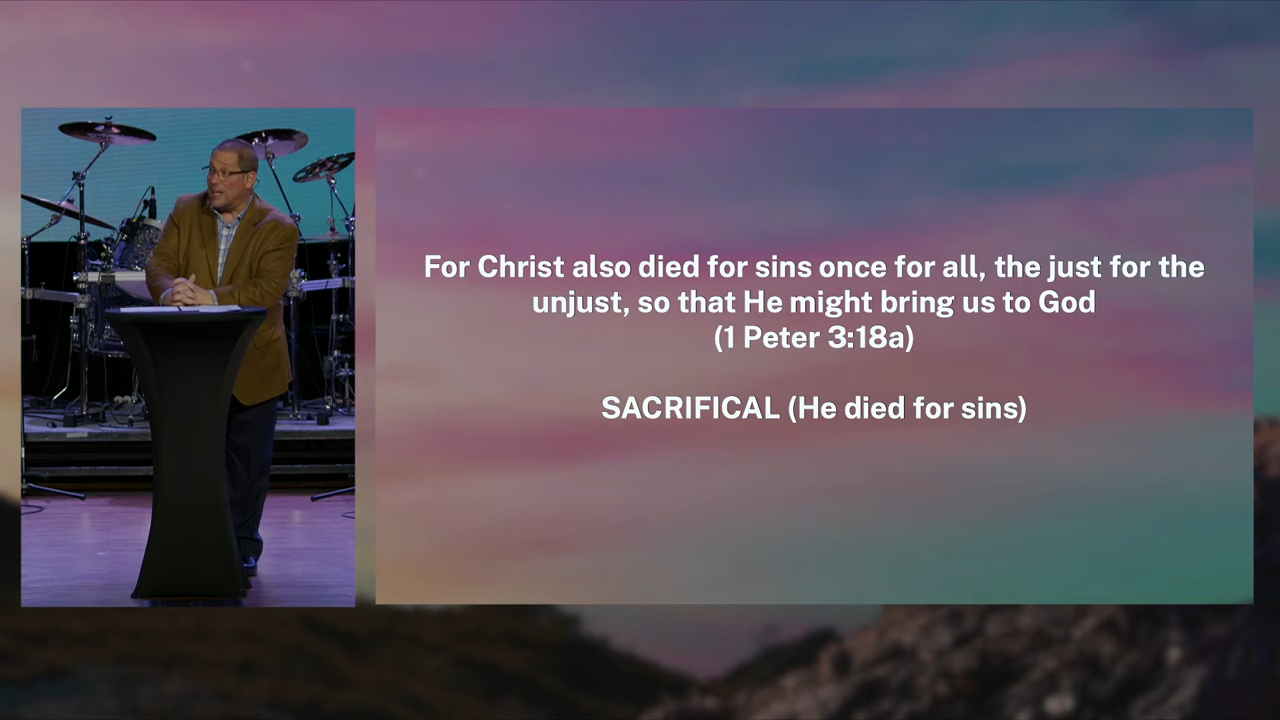 For Christ also died for sins once for all, the just for the
unjust, so that He might bring us to God
(1 Peter 3:18a)
SACRIFICAL (He died for sins)